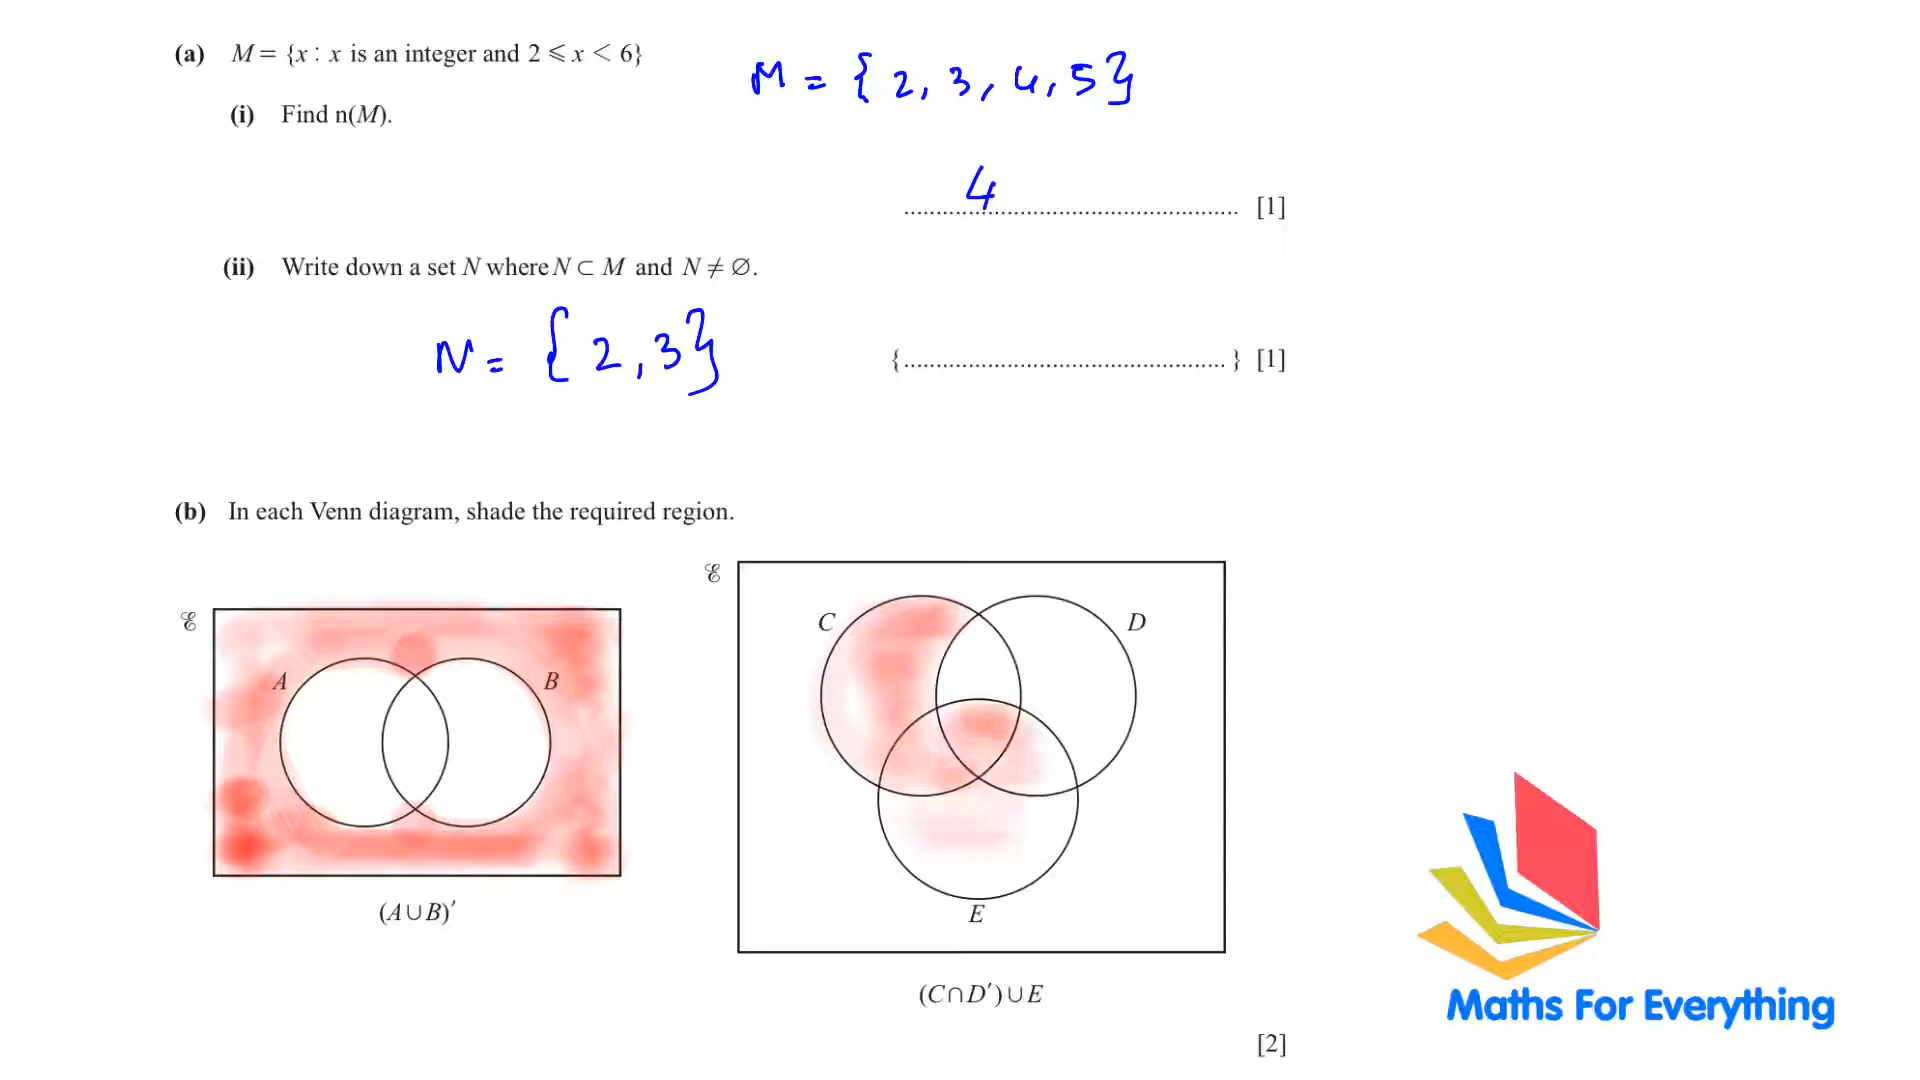 (a) M = {x : x is an integer and 2 ⩽ x < 6}
M = {2, 3, 4, 5}
(i) Find n(M).
4
.................................................... [1]
(ii) Write down a set N where N ⊂ M and N ≠ ∅.
N = {2, 3}
{.................................................... } [1]
(b) In each Venn diagram, shade the required region.
ℰ
A
B
(A ∪ B)′
ℰ
C
D
E
(C ∩ D′) ∪ E
[2]
Maths For Everything